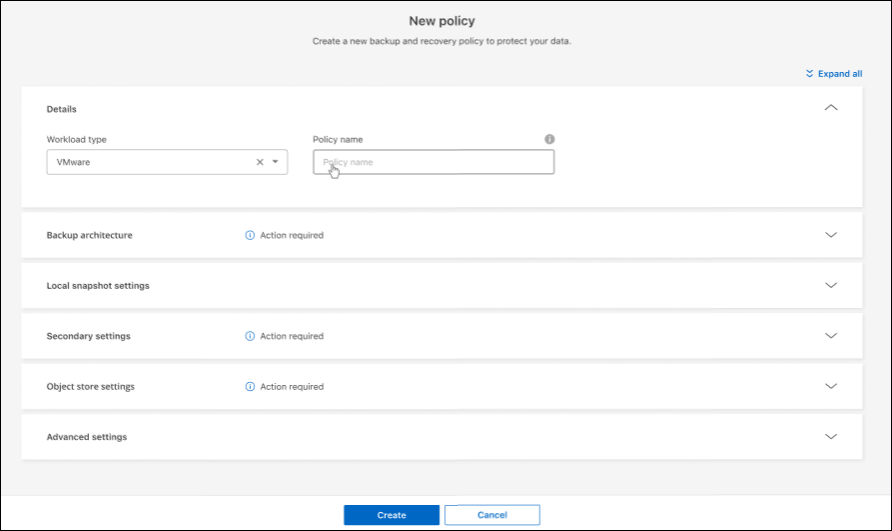 New policy
Create a new backup and recovery policy to protect your data.
Expand all
Details
Workload type
Policy name
VMware
Policy name
Backup architecture
Action required
Local snapshot settings
Secondary settings
Action required
Object store settings
Action required
Advanced settings
Create
Cancel